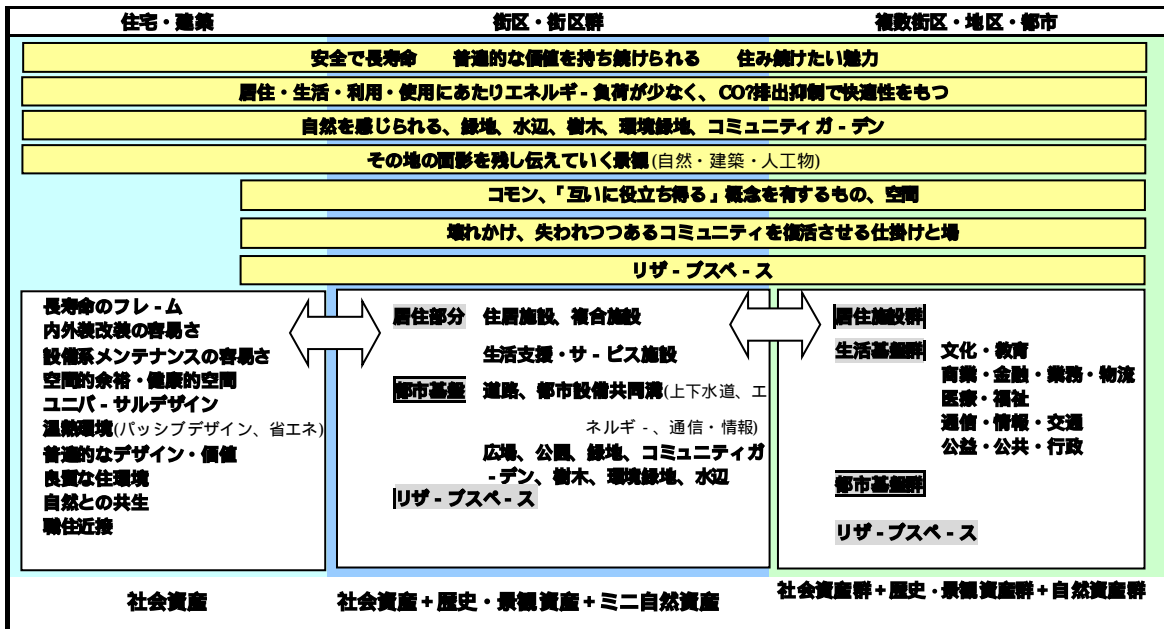 住宅・建築 街区・街区群 複数街区・地区・都市
安全で長寿命 普遍的な価値を持ち続けられる 住み続けたい魅力
居住・生活・利用・使用にあたりエネルギ-負荷が少なく、CO?排出抑制で快適性をもつ
自然を感じられる、緑地、水辺、樹木、環境緑地、コミュニティガ-デン
その地の面影を残し伝えていく景観(自然・建築・人工物)
コモン、「互いに役立ち得る」概念を有するもの、空間
壊れかけ、失われつつあるコミュニティを復活させる仕掛けと場
リザ-ブスペ-ス
長寿命のフレ-ム
内外装改装の容易さ
設備系メンテナンスの容易さ
空間的余裕・健康的空間
ユニバ-サルデザイン
温熱環境(パッシブデザイン、省エネ)
普遍的なデザイン・価値
良質な住環境
自然との共生
職住近接
居住部分 住居施設、複合施設
生活支援・サ-ビス施設
都市基盤 道路、都市設備共同溝(上下水道、エ
ネルギ-、通信・情報)
広場、公園、緑地、コミュニティガ
-デン、樹木、環境緑地、水辺
リザ-ブスペ-ス
居住施設群
生活基盤群 文化・教育
商業・金融・業務・物流
医療・福祉
通信・情報・交通
公益・公共・行政
都市基盤群
リザ-ブスペ-ス
社会資産 社会資産+歴史・景観資産+ミニ自然資産 社会資産群+歴史・景観資産群+自然資産群